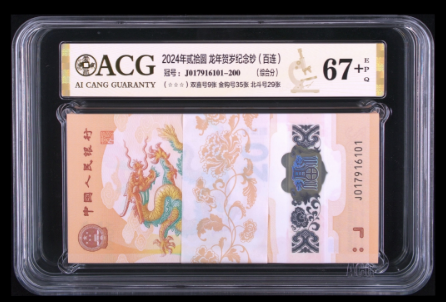 ACG
AI CANG GUARANTY
2024年贰拾圆 龙年贺岁纪念钞（百连）
冠号：J017916101-200 （综合分）
(○○○) 双喜号9张 金钩号35张 北斗号29张
67+
EPQ
中国人民银行
J017916101
ACG